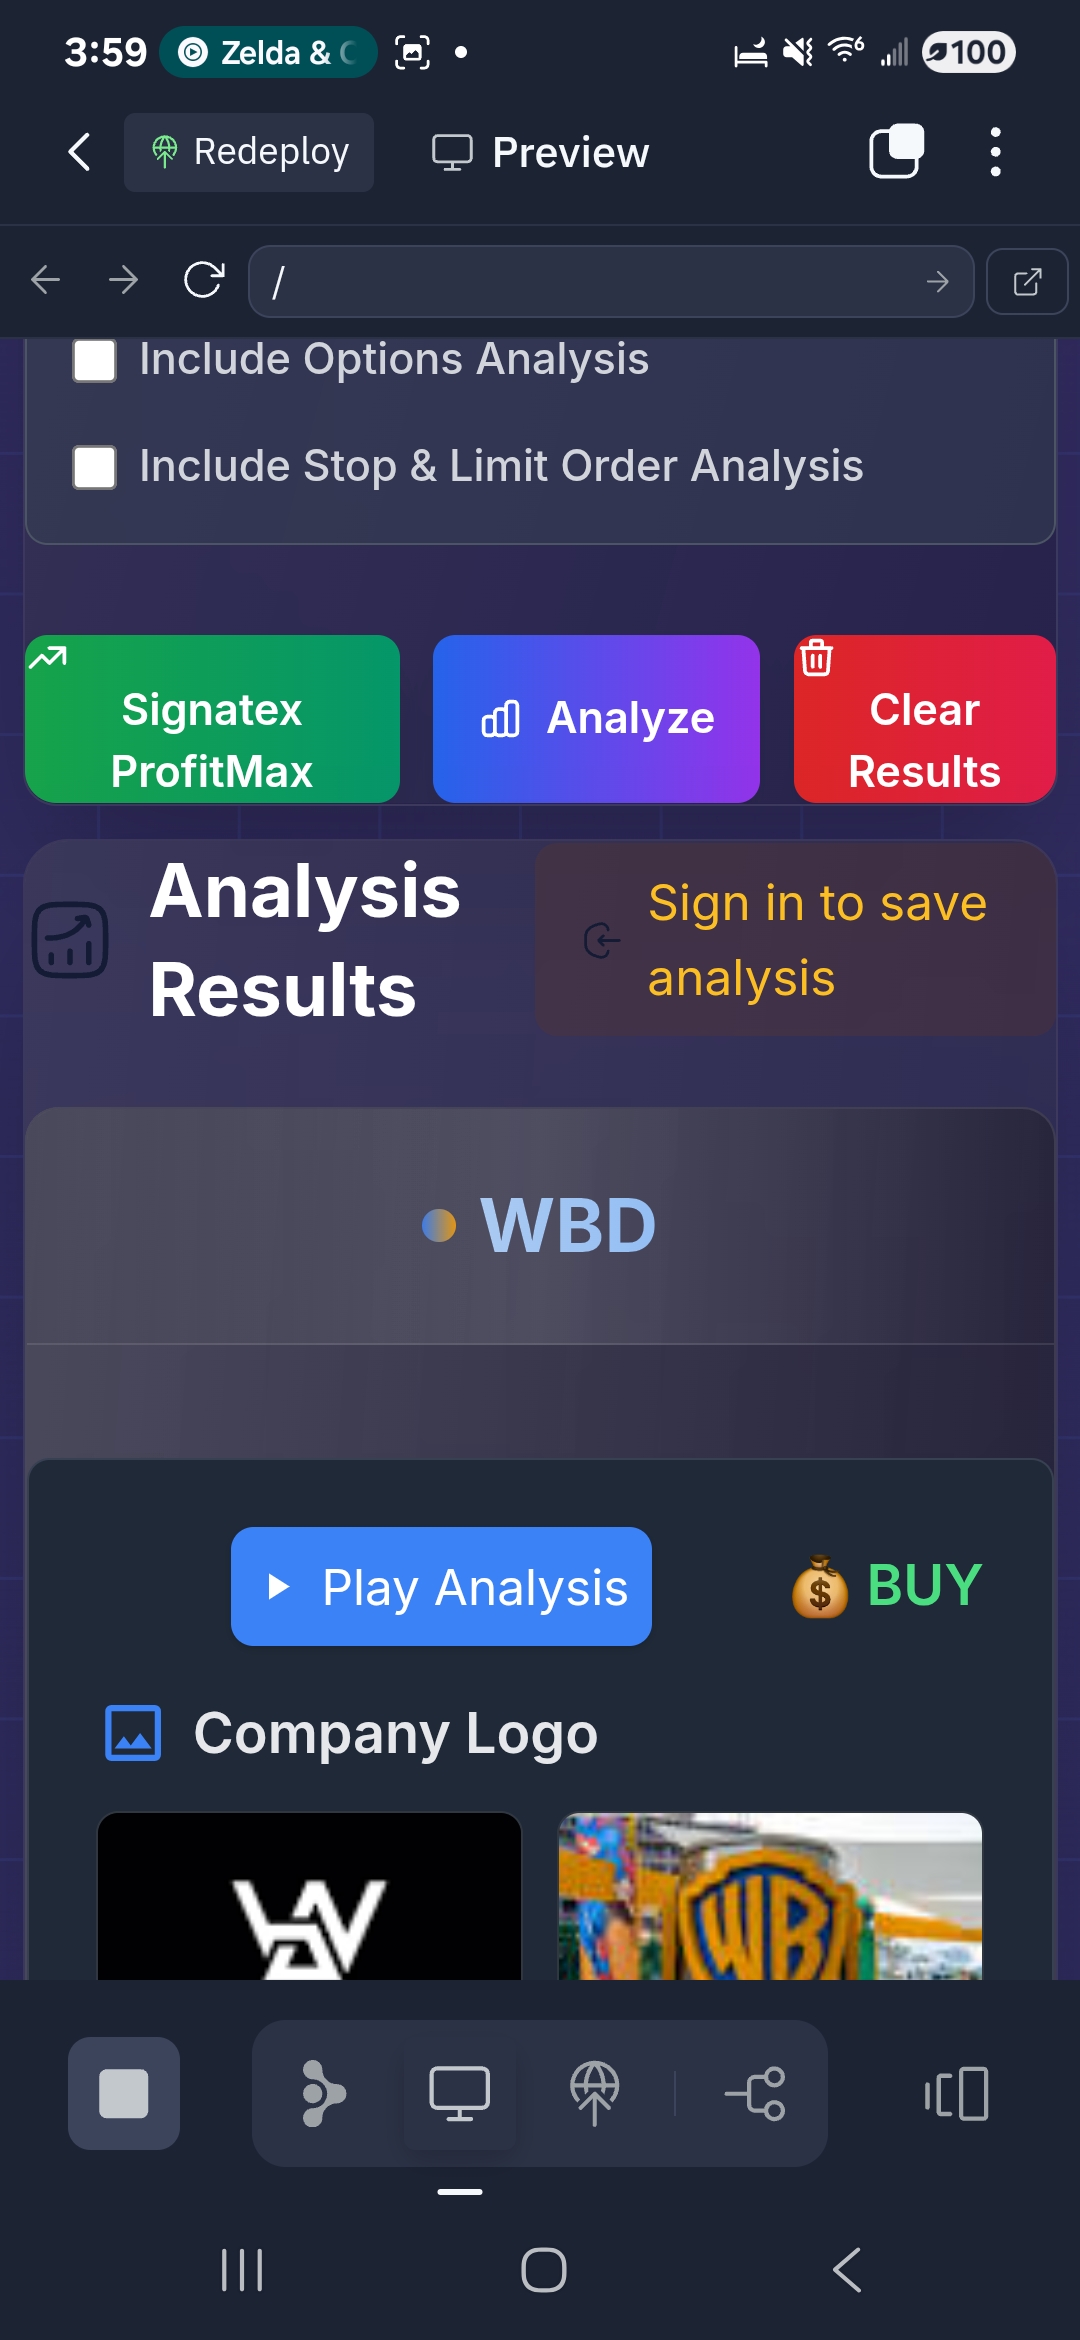 3:59 Zelda & 100
Redeploy Preview
/
Include Options Analysis
Include Stop & Limit Order Analysis
Signatex
ProfitMax
Analyze
Clear
Results
Analysis
Results
Sign in to save
analysis
WBD
Play Analysis
$ BUY
Company Logo
WB